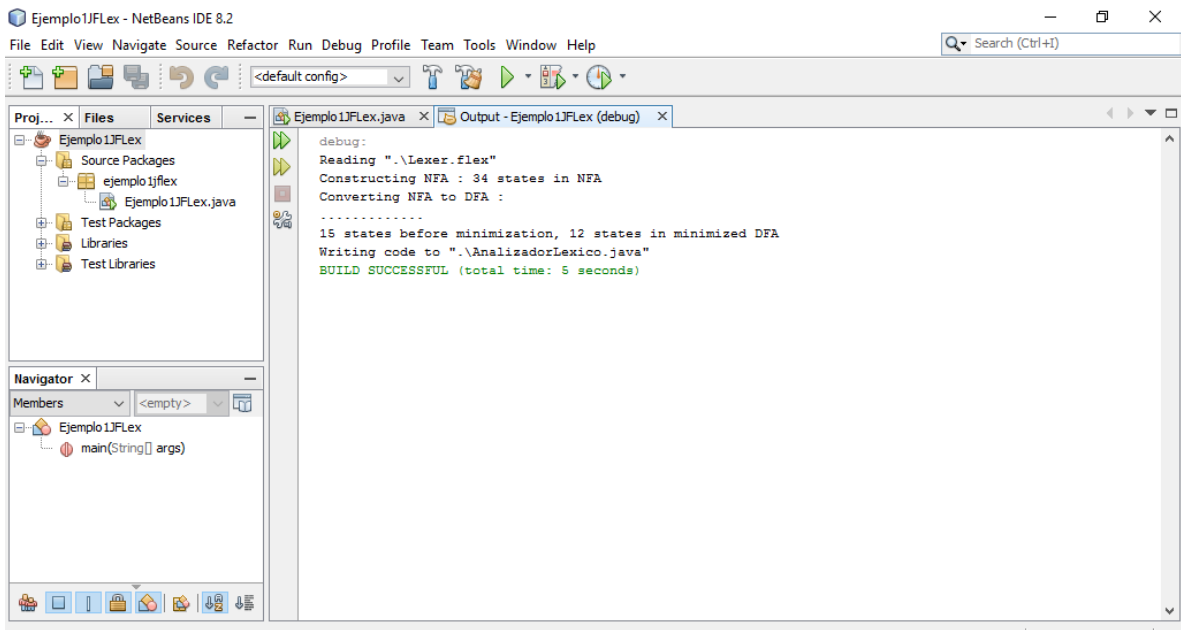 Ejemplo1JFLex - NetBeans IDE 8.2
File Edit View Navigate Source Refactor Run Debug Profile Team Tools Window Help
Search (Ctrl+I)
<default config>
Proj... Files Services
Ejemplo1JFLex
Source Packages
ejemplo1jflex
Ejemplo1JFLex.java
Test Packages
Libraries
Test Libraries
Navigator
Members <empty>
Ejemplo1JFLex
main(String[] args)
Ejemplo1JFLex.java Output - Ejemplo1JFLex (debug)
debug:
Reading ".\Lexer.flex"
Constructing NFA : 34 states in NFA
Converting NFA to DFA :
.............
15 states before minimization, 12 states in minimized DFA
Writing code to ".\AnalizadorLexico.java"
BUILD SUCCESSFUL (total time: 5 seconds)